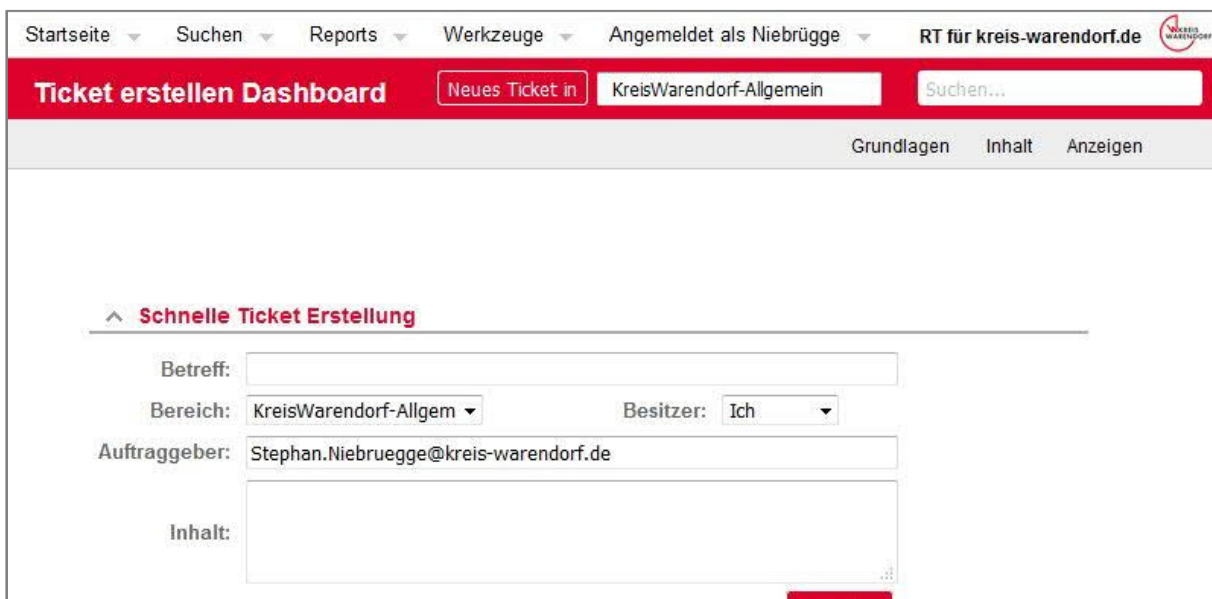 Startseite Suchen Reports Werkzeuge Angemeldet als Niebrügge RT für kreis-warendorf.de KREIS WARENDORF
Ticket erstellen Dashboard Neues Ticket in KreisWarendorf-Allgemein Suchen...
Grundlagen Inhalt Anzeigen
Schnelle Ticket Erstellung
Betreff:
Bereich: KreisWarendorf-Allgem Besitzer: Ich
Auftraggeber: Stephan.Niebruegge@kreis-warendorf.de
Inhalt: